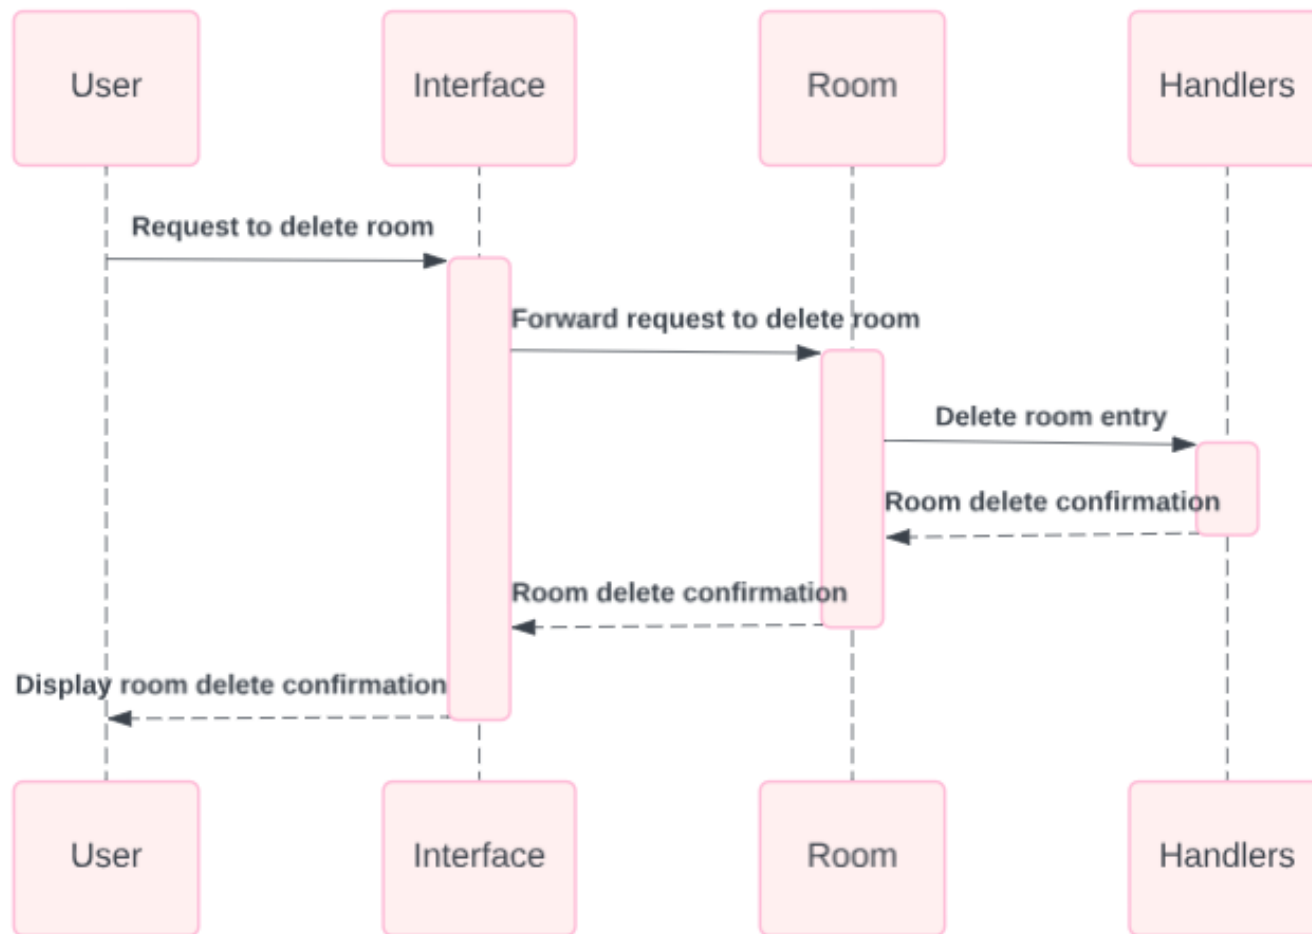 User
Interface
Room
Handlers
Request to delete room
Forward request to delete room
Delete room entry
Room delete confirmation
Room delete confirmation
Display room delete confirmation
User
Interface
Room
Handlers